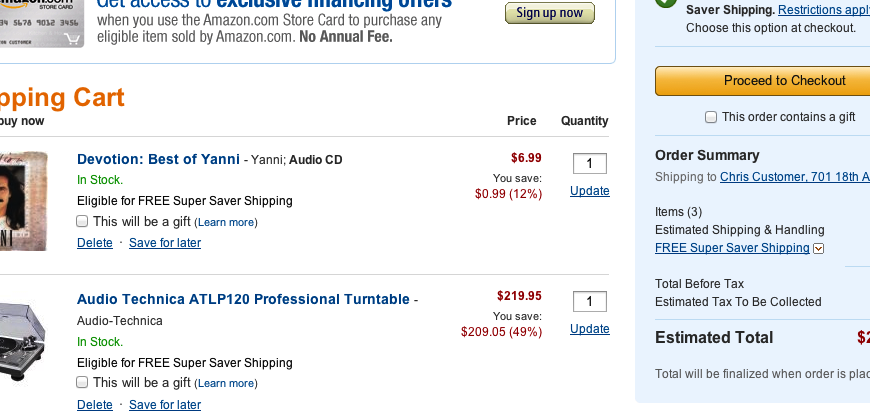 Get access to exclusive financing offers
when you use the Amazon.com Store Card to purchase any
eligible item sold by Amazon.com. No Annual Fee.
Sign up now
STORE CARD
5678 9012 3456
CUSTOMER
pping Cart
buy now
Price
Quantity
Devotion: Best of Yanni - Yanni; Audio CD
In Stock.
Eligible for FREE Super Saver Shipping
This will be a gift (Learn more)
Delete · Save for later
$6.99
You save:
$0.99 (12%)
1
Update
Audio Technica ATLP120 Professional Turntable -
Audio-Technica
In Stock.
Eligible for FREE Super Saver Shipping
This will be a gift (Learn more)
Delete · Save for later
$219.95
You save:
$209.05 (49%)
1
Update
Saver Shipping. Restrictions apply
Choose this option at checkout.
Proceed to Checkout
This order contains a gift
Order Summary
Shipping to Chris Customer, 701 18th A
Items (3)
Estimated Shipping & Handling
FREE Super Saver Shipping
Total Before Tax
Estimated Tax To Be Collected
Estimated Total $2
Total will be finalized when order is plac